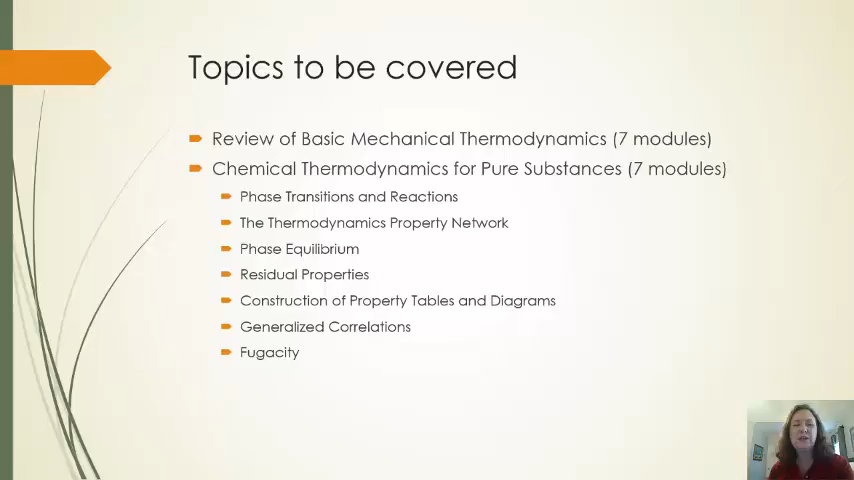 Topics to be covered
Review of Basic Mechanical Thermodynamics (7 modules)
Chemical Thermodynamics for Pure Substances (7 modules)
Phase Transitions and Reactions
The Thermodynamics Property Network
Phase Equilibrium
Residual Properties
Construction of Property Tables and Diagrams
Generalized Correlations
Fugacity